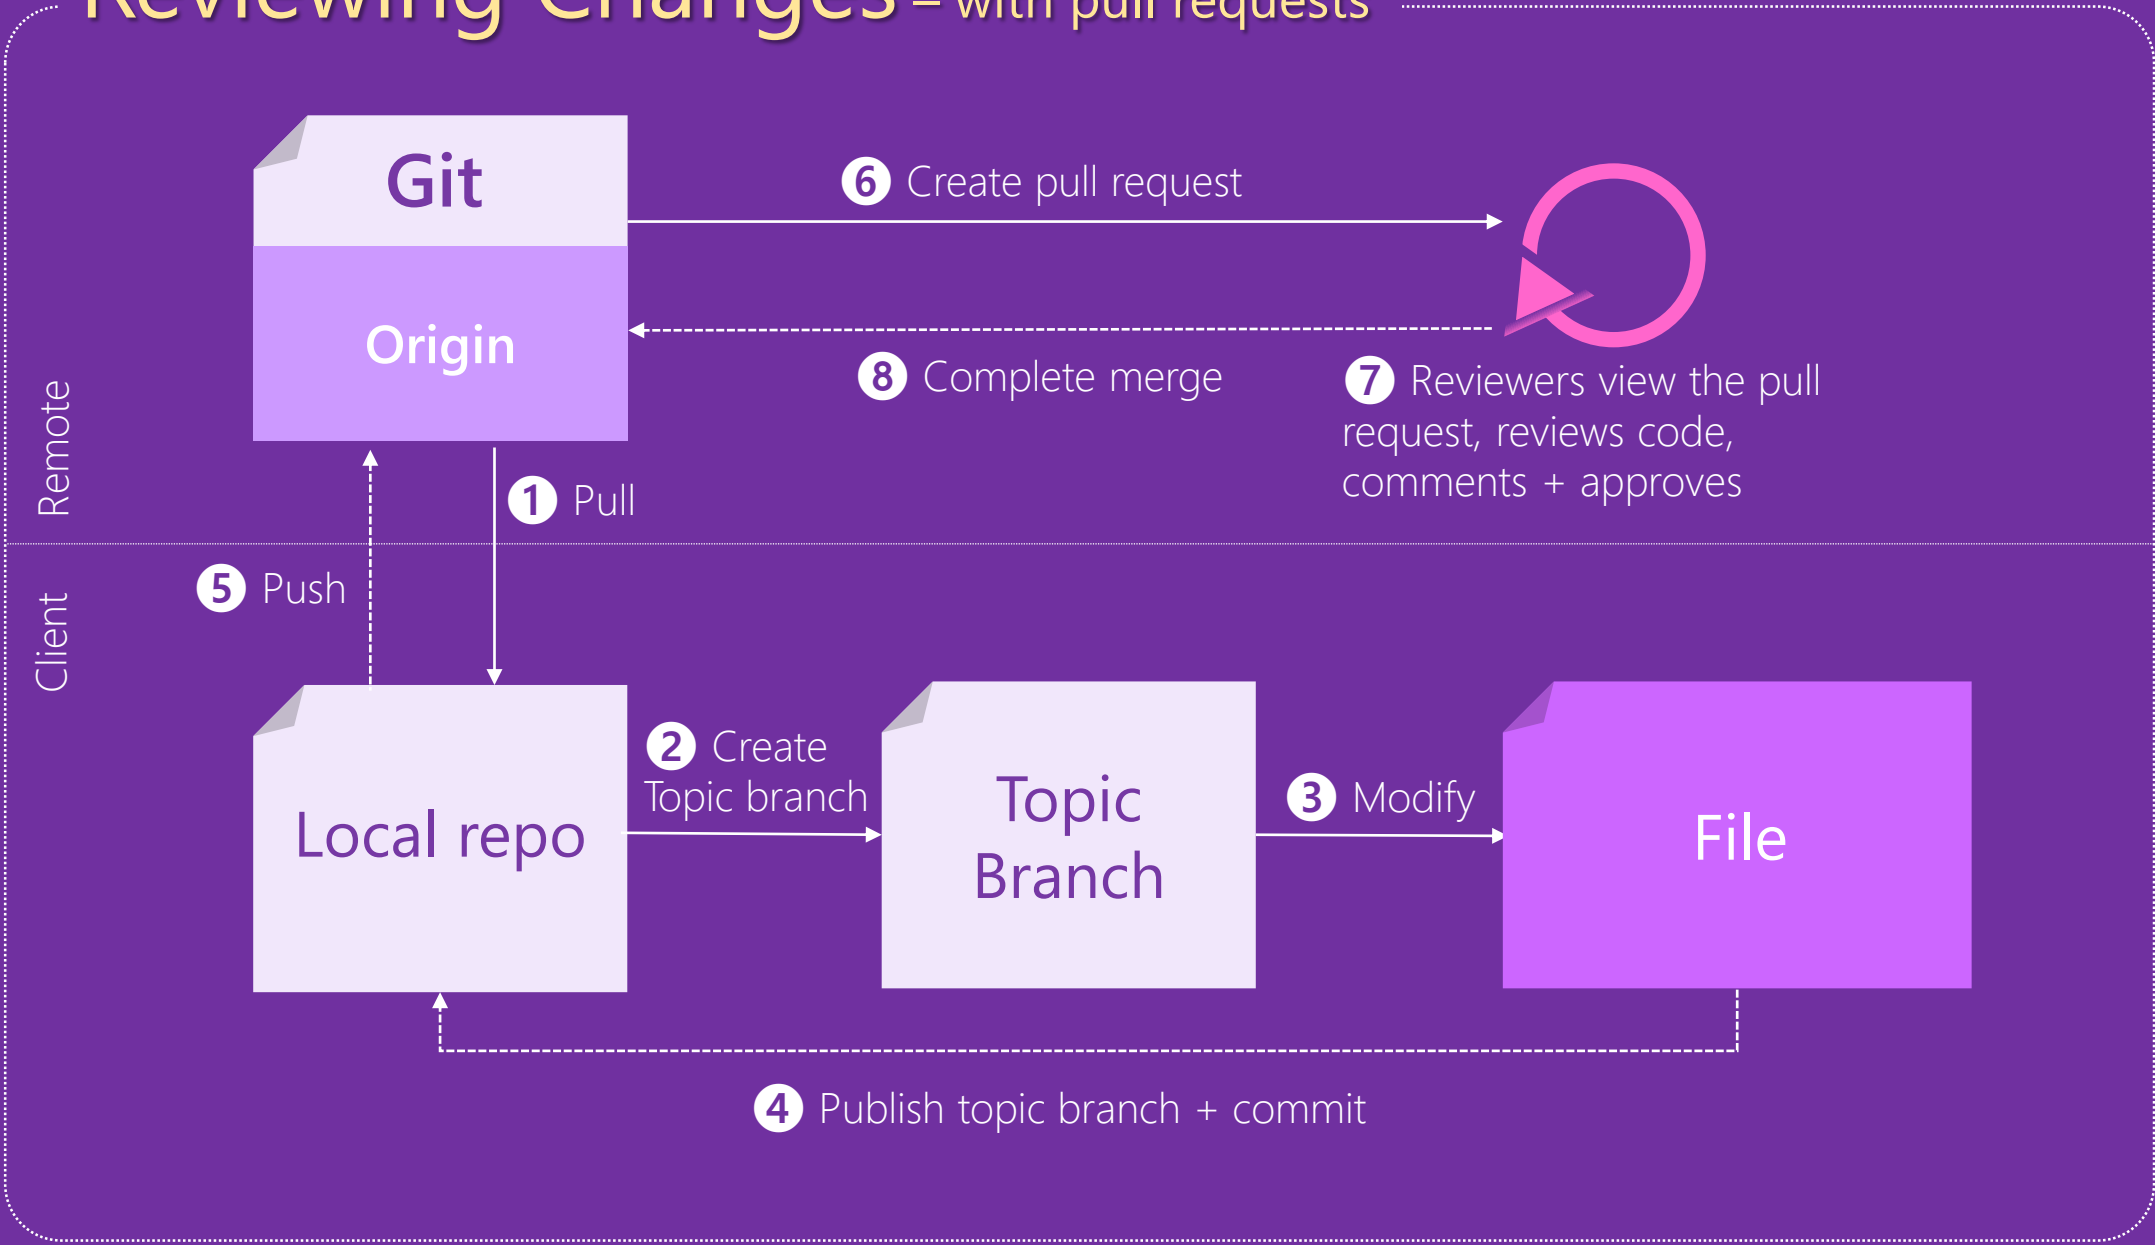 Reviewing Changes – with pull requests
Git
6 Create pull request
Origin
8 Complete merge
7 Reviewers view the pull
request, reviews code,
comments + approves
Remote
1 Pull
5 Push
Client
2 Create
Topic branch
Local repo
Topic
Branch
3 Modify
File
4 Publish topic branch + commit